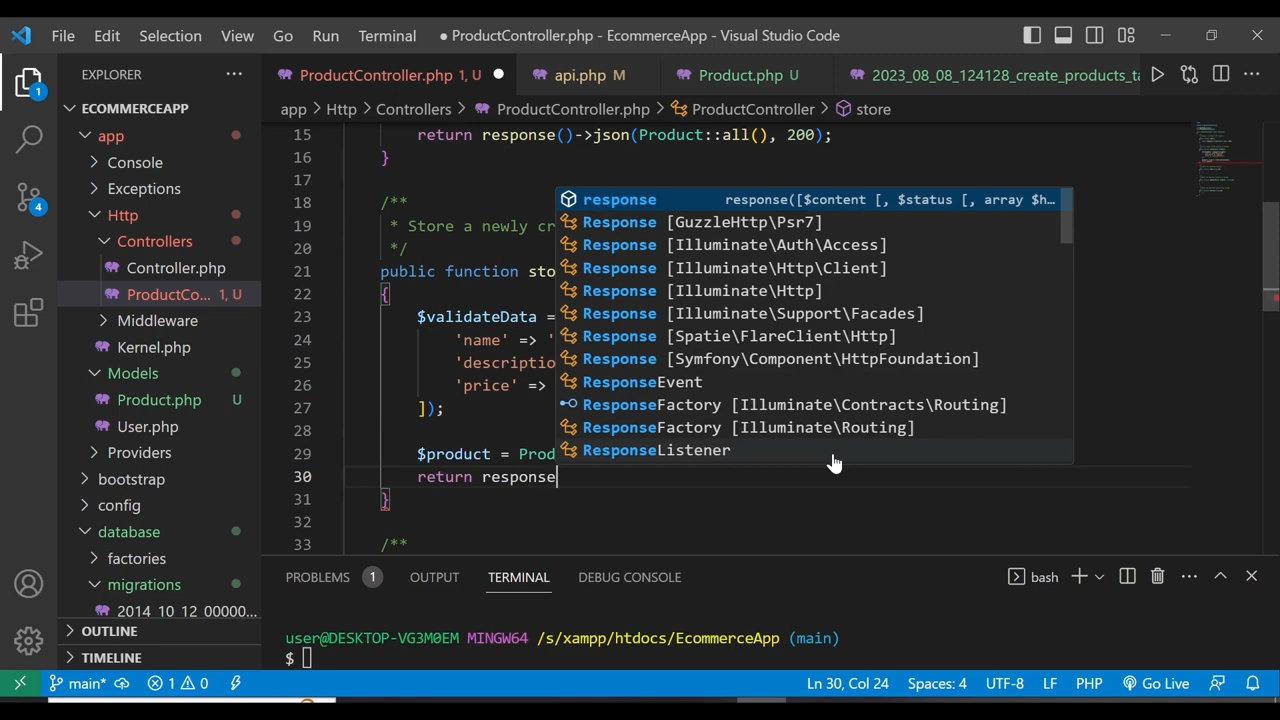 File Edit Selection View Go Run Terminal ● ProductController.php - EcommerceApp - Visual Studio Code
EXPLORER
ProductController.php 1, U
api.php M
Product.php U
2023_08_08_124128_create_products_ta
ECOMMERCEAPP
app > Http > Controllers > ProductController.php > ProductController > store
app
Console
Exceptions
Http
Controllers
Controller.php
ProductCo... 1, U
Middleware
Kernel.php
Models
Product.php U
User.php
Providers
bootstrap
config
database
factories
migrations
2014_10_12_00000...
OUTLINE
TIMELINE
1
4
15 return response()->json(Product::all(), 200);
16 }
17
18 /**
19 * Store a newly cr
20 */
21 public function sto
22 {
23 $validateData =
24 'name' => '
25 'descriptio
26 'price' =>
27 ]);
28
29 $product = Prod
30 return response
31 }
32
33 /**
response response([$content [, $status [, array $h...
Response [GuzzleHttp\Psr7]
Response [Illuminate\Auth\Access]
Response [Illuminate\Http\Client]
Response [Illuminate\Http]
Response [Illuminate\Support\Facades]
Response [Spatie\FlareClient\Http]
Response [Symfony\Component\HttpFoundation]
ResponseEvent
ResponseFactory [Illuminate\Contracts\Routing]
ResponseFactory [Illuminate\Routing]
ResponseListener
PROBLEMS 1 OUTPUT TERMINAL DEBUG CONSOLE
bash
user@DESKTOP-VG3M0EM MINGW64 /s/xampp/htdocs/EcommerceApp (main)
$
main* 1 0 Ln 30, Col 24 Spaces: 4 UTF-8 LF PHP Go Live